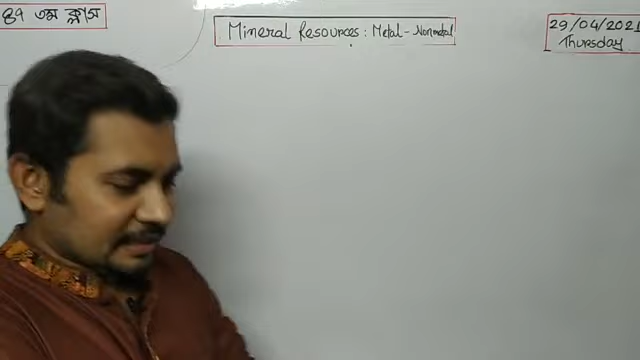 ৪৭ তম ক্লাস
Mineral Resources : Metal - Nonmetal
29/04/2021
Thursday